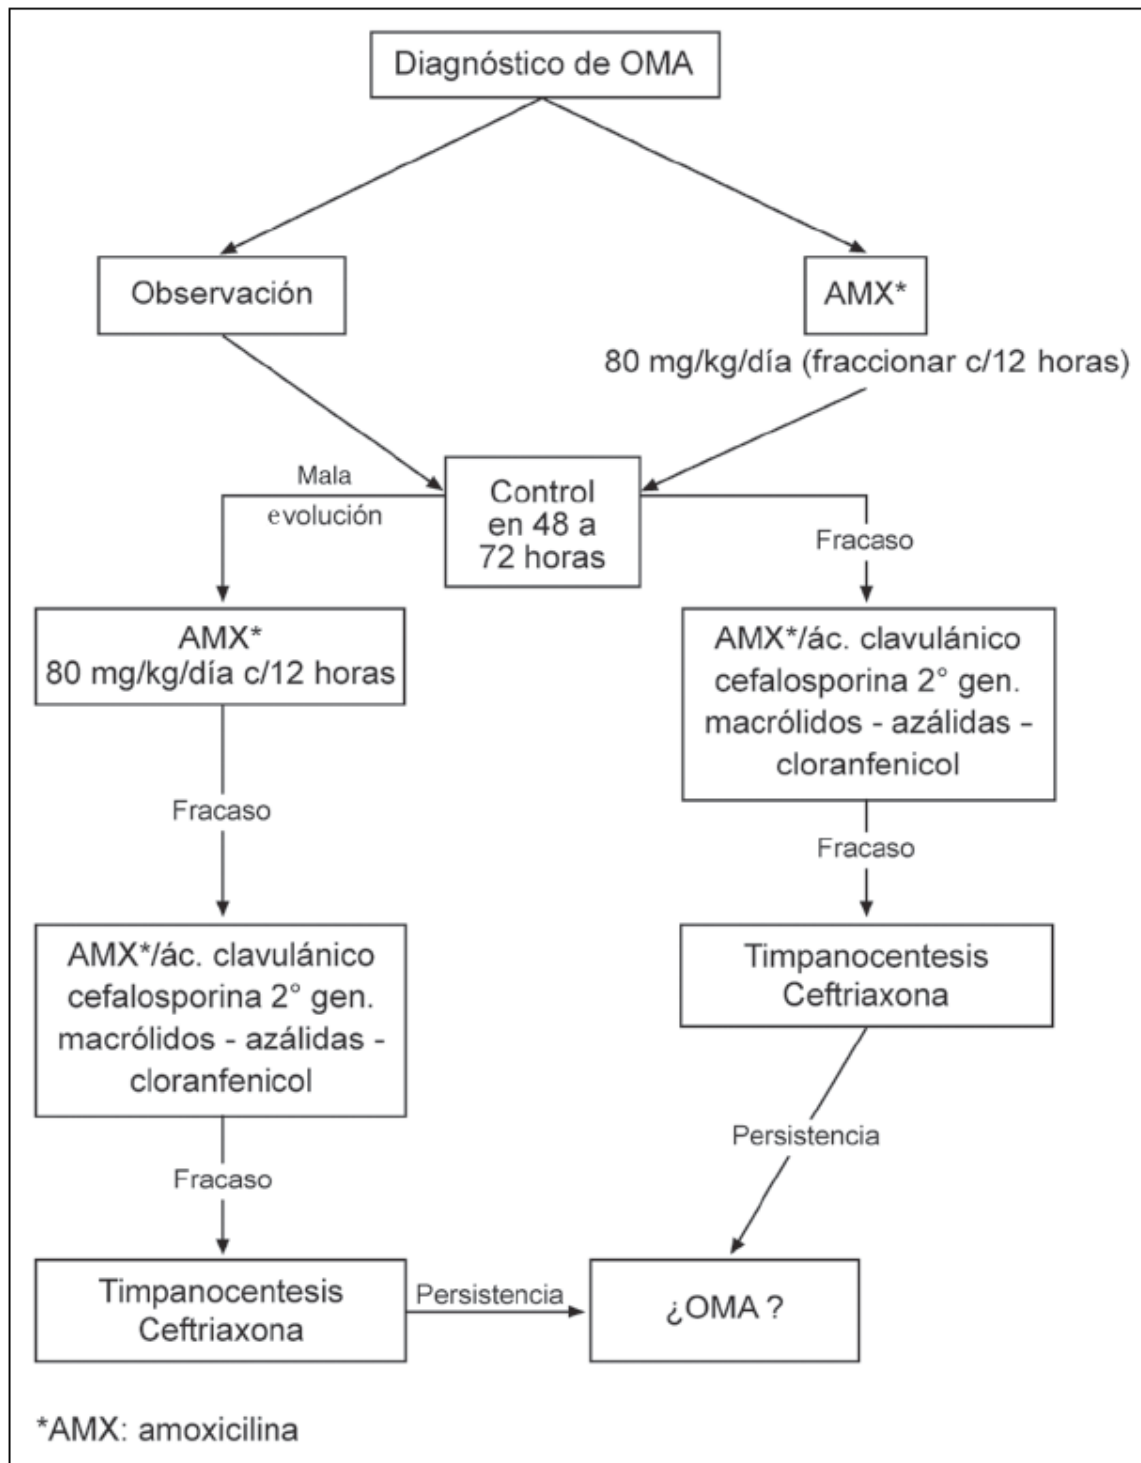 Diagnóstico de OMA
Observación
AMX*
80 mg/kg/día (fraccionar c/12 horas)
Mala
evolución
Control
en 48 a
72 horas
Fracaso
AMX*
80 mg/kg/día c/12 horas
AMX*/ác. clavulánico
cefalosporina 2° gen.
macrólidos - azálidas -
cloranfenicol
Fracaso
Fracaso
AMX*/ác. clavulánico
cefalosporina 2° gen.
macrólidos - azálidas -
cloranfenicol
Timpanocentesis
Ceftriaxona
Persistencia
Fracaso
Timpanocentesis
Ceftriaxona
Persistencia
¿OMA ?
*AMX: amoxicilina